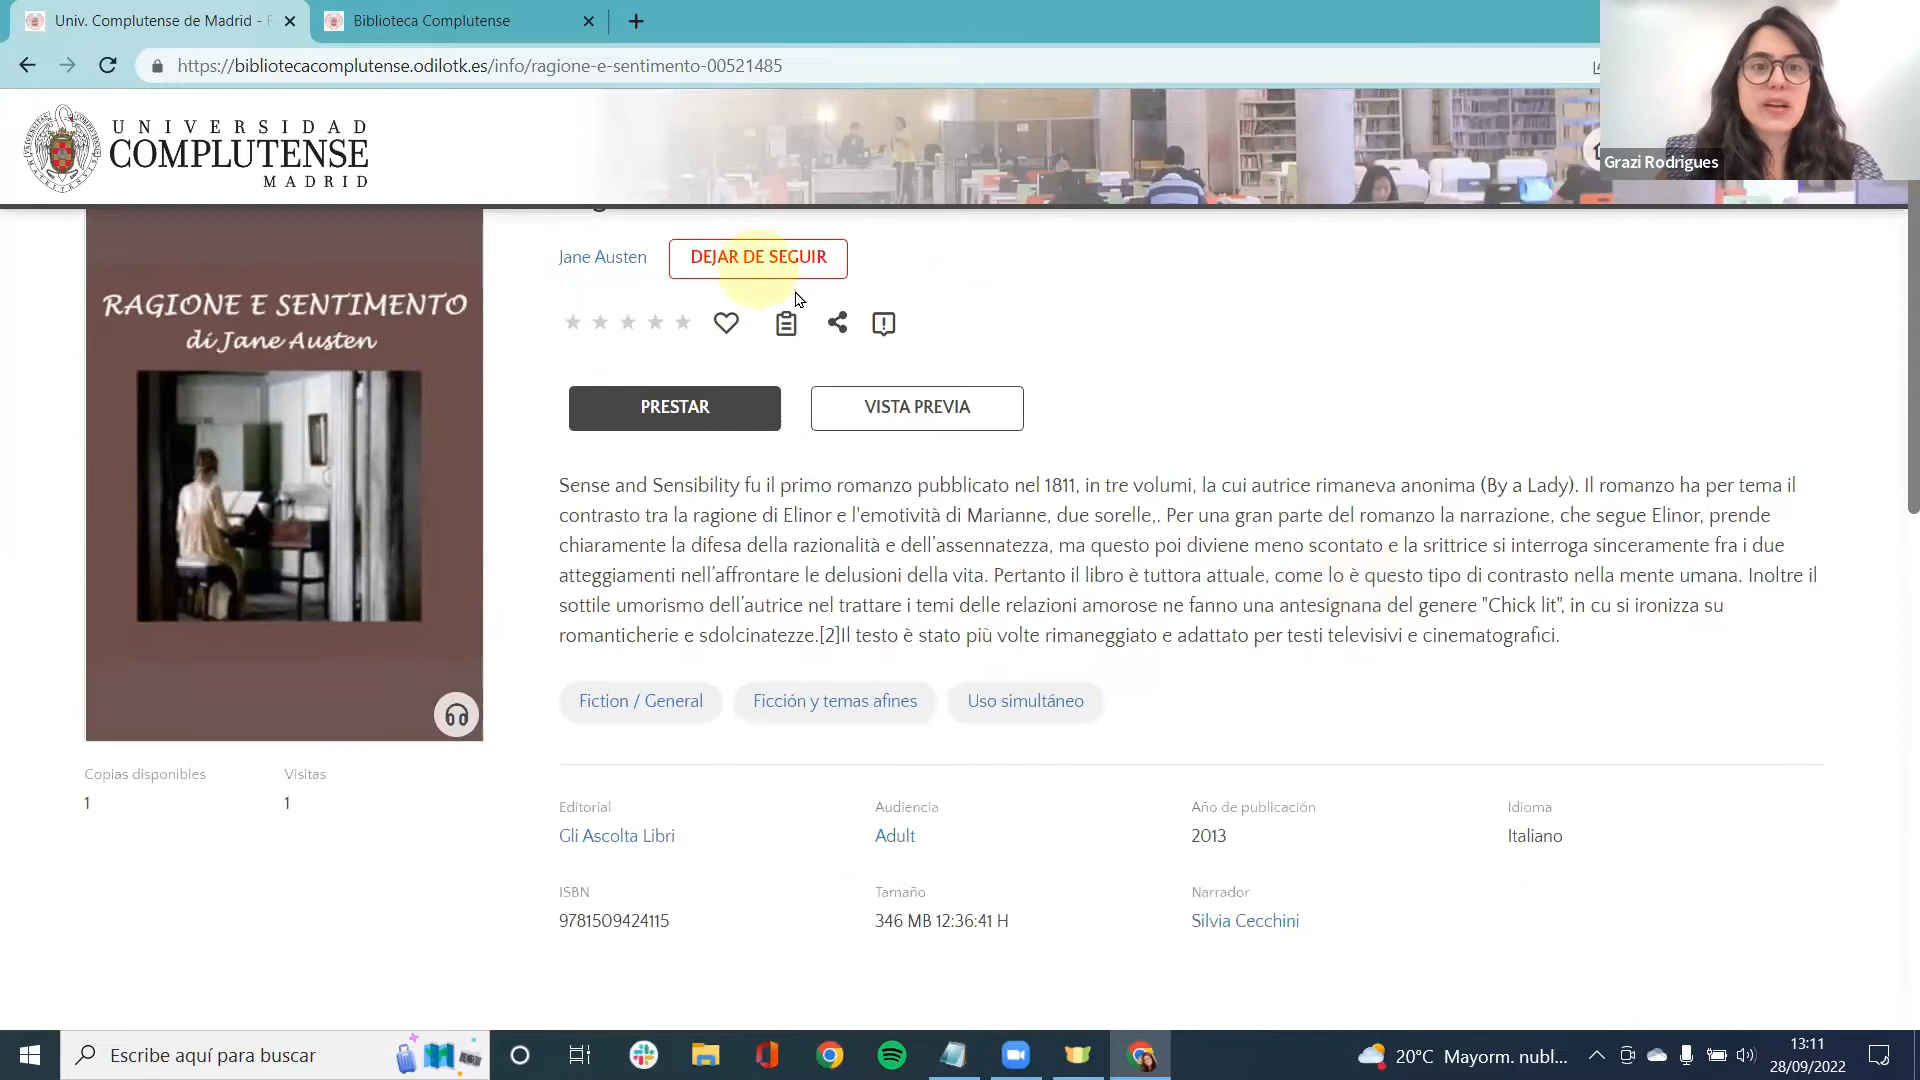 Univ. Complutense de Madrid -
Biblioteca Complutense
https://bibliotecacomplutense.odilotk.es/info/ragione-e-sentimento-00521485
UNIVERSIDAD
COMPLUTENSE
MADRID
Grazi Rodrigues
RAGIONE E SENTIMENTO
di Jane Austen
Jane Austen
DEJAR DE SEGUIR
PRESTAR
VISTA PREVIA
Sense and Sensibility fu il primo romanzo pubblicato nel 1811, in tre volumi, la cui autrice rimaneva anonima (By a Lady). Il romanzo ha per tema il
contrasto tra la ragione di Elinor e l'emotività di Marianne, due sorelle,. Per una gran parte del romanzo la narrazione, che segue Elinor, prende
chiaramente la difesa della razionalità e dell’assennatezza, ma questo poi diviene meno scontato e la srittrice si interroga sinceramente fra i due
atteggiamenti nell’affrontare le delusioni della vita. Pertanto il libro è tuttora attuale, come lo è questo tipo di contrasto nella mente umana. Inoltre il
sottile umorismo dell’autrice nel trattare i temi delle relazioni amorose ne fanno una antesignana del genere "Chick lit", in cu si ironizza su
romanticherie e sdolcinatezze.[2]Il testo è stato più volte rimaneggiato e adattato per testi televisivi e cinematografici.
Fiction / General
Ficción y temas afines
Uso simultáneo
Copias disponibles
1
Visitas
1
Editorial
Gli Ascolta Libri
Audiencia
Adult
Año de publicación
2013
Idioma
Italiano
ISBN
9781509424115
Tamaño
346 MB 12:36:41 H
Narrador
Silvia Cecchini
Escribe aquí para buscar
20°C Mayorm. nubl...
13:11
28/09/2022